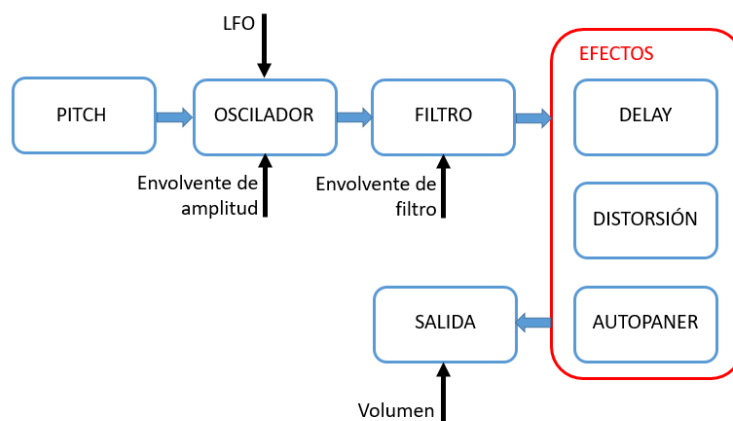 LFO
EFECTOS
PITCH
OSCILADOR
FILTRO
DELAY
Envolvente de
amplitud
Envolvente de
filtro
DISTORSIÓN
SALIDA
AUTOPANER
Volumen